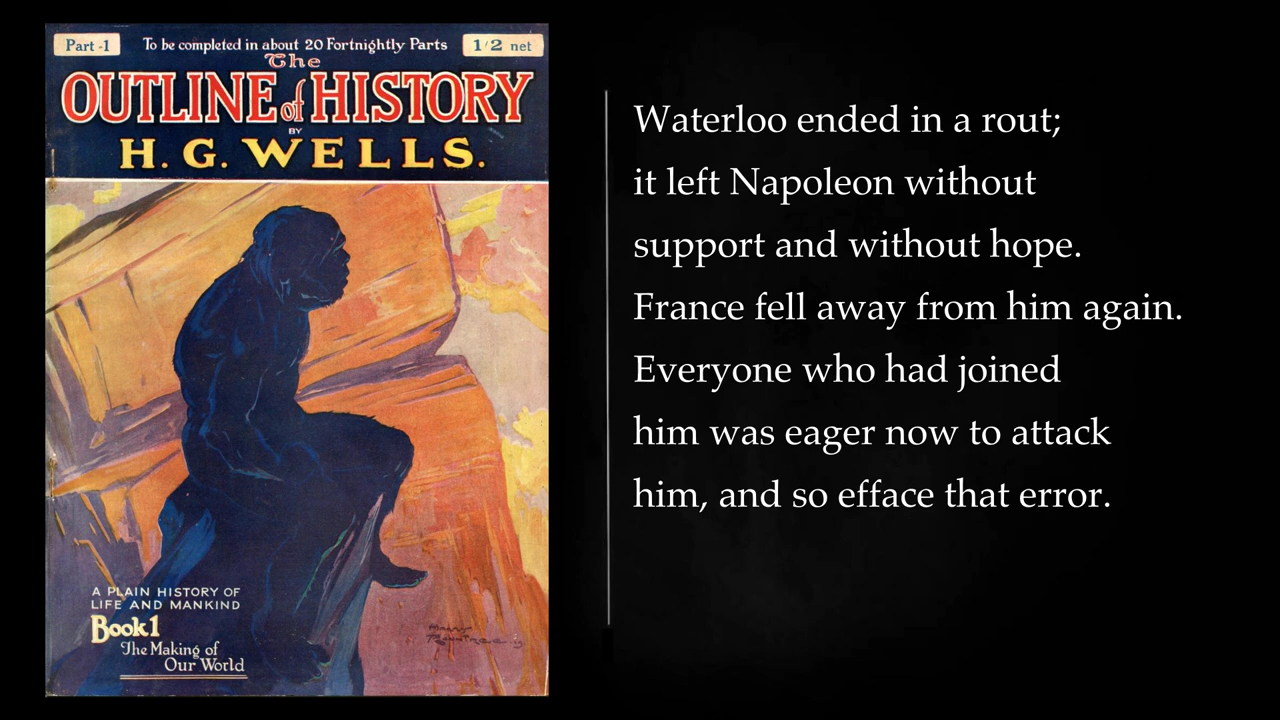 Part -1
To be completed in about 20 Fortnightly Parts
1/2 net
The
OUTLINE of HISTORY
BY
H. G. WELLS.
A PLAIN HISTORY OF
LIFE AND MANKIND
Book 1
The Making of
Our World
Waterloo ended in a rout;
it left Napoleon without
support and without hope.
France fell away from him again.
Everyone who had joined
him was eager now to attack
him, and so efface that error.